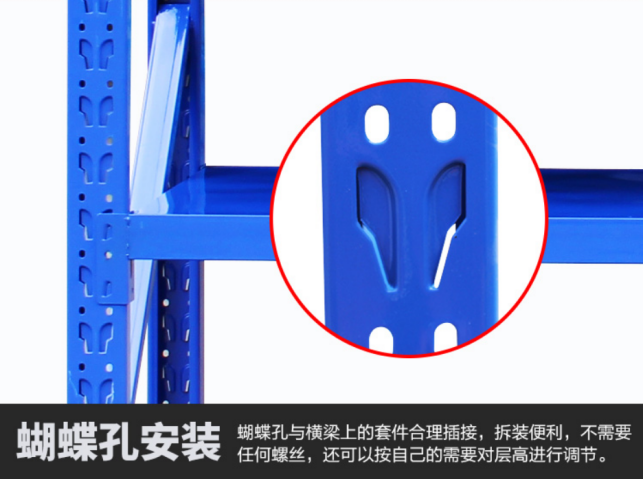 蝴蝶孔安装
蝴蝶孔与横梁上的套件合理插接，拆装便利，不需要
任何螺丝，还可以按自己的需要对层高进行调节。